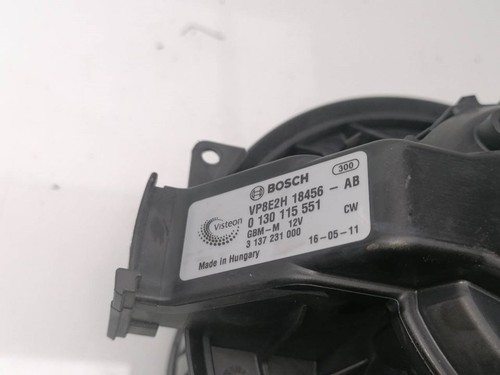 BOSCH 300
VP8E2H 18456 - AB
Visteon 0 130 115 551 CW
GBM-M 12V
3 137 231 000 16-05-11
Made in Hungary